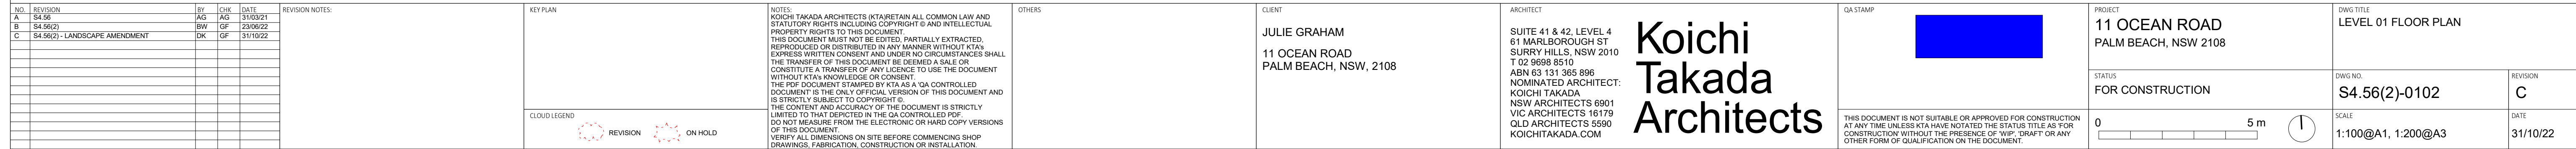 NO. REVISION BY CHK DATE
A S4.56 AG AG 31/03/21
B S4.56(2) BW GF 23/06/22
C S4.56(2) - LANDSCAPE AMENDMENT DK GF 31/10/22
REVISION NOTES:
KEY PLAN
CLOUD LEGEND
REVISION
ON HOLD
NOTES:
KOICHI TAKADA ARCHITECTS (KTA)RETAIN ALL COMMON LAW AND
STATUTORY RIGHTS INCLUDING COPYRIGHT © AND INTELLECTUAL
PROPERTY RIGHTS TO THIS DOCUMENT.
THIS DOCUMENT MUST NOT BE EDITED, PARTIALLY EXTRACTED,
REPRODUCED OR DISTRIBUTED IN ANY MANNER WITHOUT KTA's
EXPRESS WRITTEN CONSENT AND UNDER NO CIRCUMSTANCES SHALL
THE TRANSFER OF THIS DOCUMENT BE DEEMED A SALE OR
CONSTITUTE A TRANSFER OF ANY LICENCE TO USE THE DOCUMENT
WITHOUT KTA's KNOWLEDGE OR CONSENT.
THE PDF DOCUMENT STAMPED BY KTA AS A 'QA CONTROLLED
DOCUMENT' IS THE ONLY OFFICIAL VERSION OF THIS DOCUMENT AND
IS STRICTLY SUBJECT TO COPYRIGHT ©.
THE CONTENT AND ACCURACY OF THE DOCUMENT IS STRICTLY
LIMITED TO THAT DEPICTED IN THE QA CONTROLLED PDF.
DO NOT MEASURE FROM THE ELECTRONIC OR HARD COPY VERSIONS
OF THIS DOCUMENT.
VERIFY ALL DIMENSIONS ON SITE BEFORE COMMENCING SHOP
DRAWINGS, FABRICATION, CONSTRUCTION OR INSTALLATION.
OTHERS
CLIENT
JULIE GRAHAM
11 OCEAN ROAD
PALM BEACH, NSW, 2108
ARCHITECT
SUITE 41 & 42, LEVEL 4
61 MARLBOROUGH ST
SURRY HILLS, NSW 2010
T 02 9698 8510
ABN 63 131 365 896
NOMINATED ARCHITECT:
KOICHI TAKADA
NSW ARCHITECTS 6901
VIC ARCHITECTS 16179
QLD ARCHITECTS 5590
KOICHITAKADA.COM
Koichi
Takada
Architects
QA STAMP
THIS DOCUMENT IS NOT SUITABLE OR APPROVED FOR CONSTRUCTION
AT ANY TIME UNLESS KTA HAVE NOTATED THE STATUS TITLE AS 'FOR
CONSTRUCTION' WITHOUT THE PRESENCE OF 'WIP', 'DRAFT' OR ANY
OTHER FORM OF QUALIFICATION ON THE DOCUMENT.
PROJECT
11 OCEAN ROAD
PALM BEACH, NSW 2108
STATUS
FOR CONSTRUCTION
0 5 m
DWG TITLE
LEVEL 01 FLOOR PLAN
DWG NO.
S4.56(2)-0102
REVISION
C
SCALE
1:100@A1, 1:200@A3
DATE
31/10/22